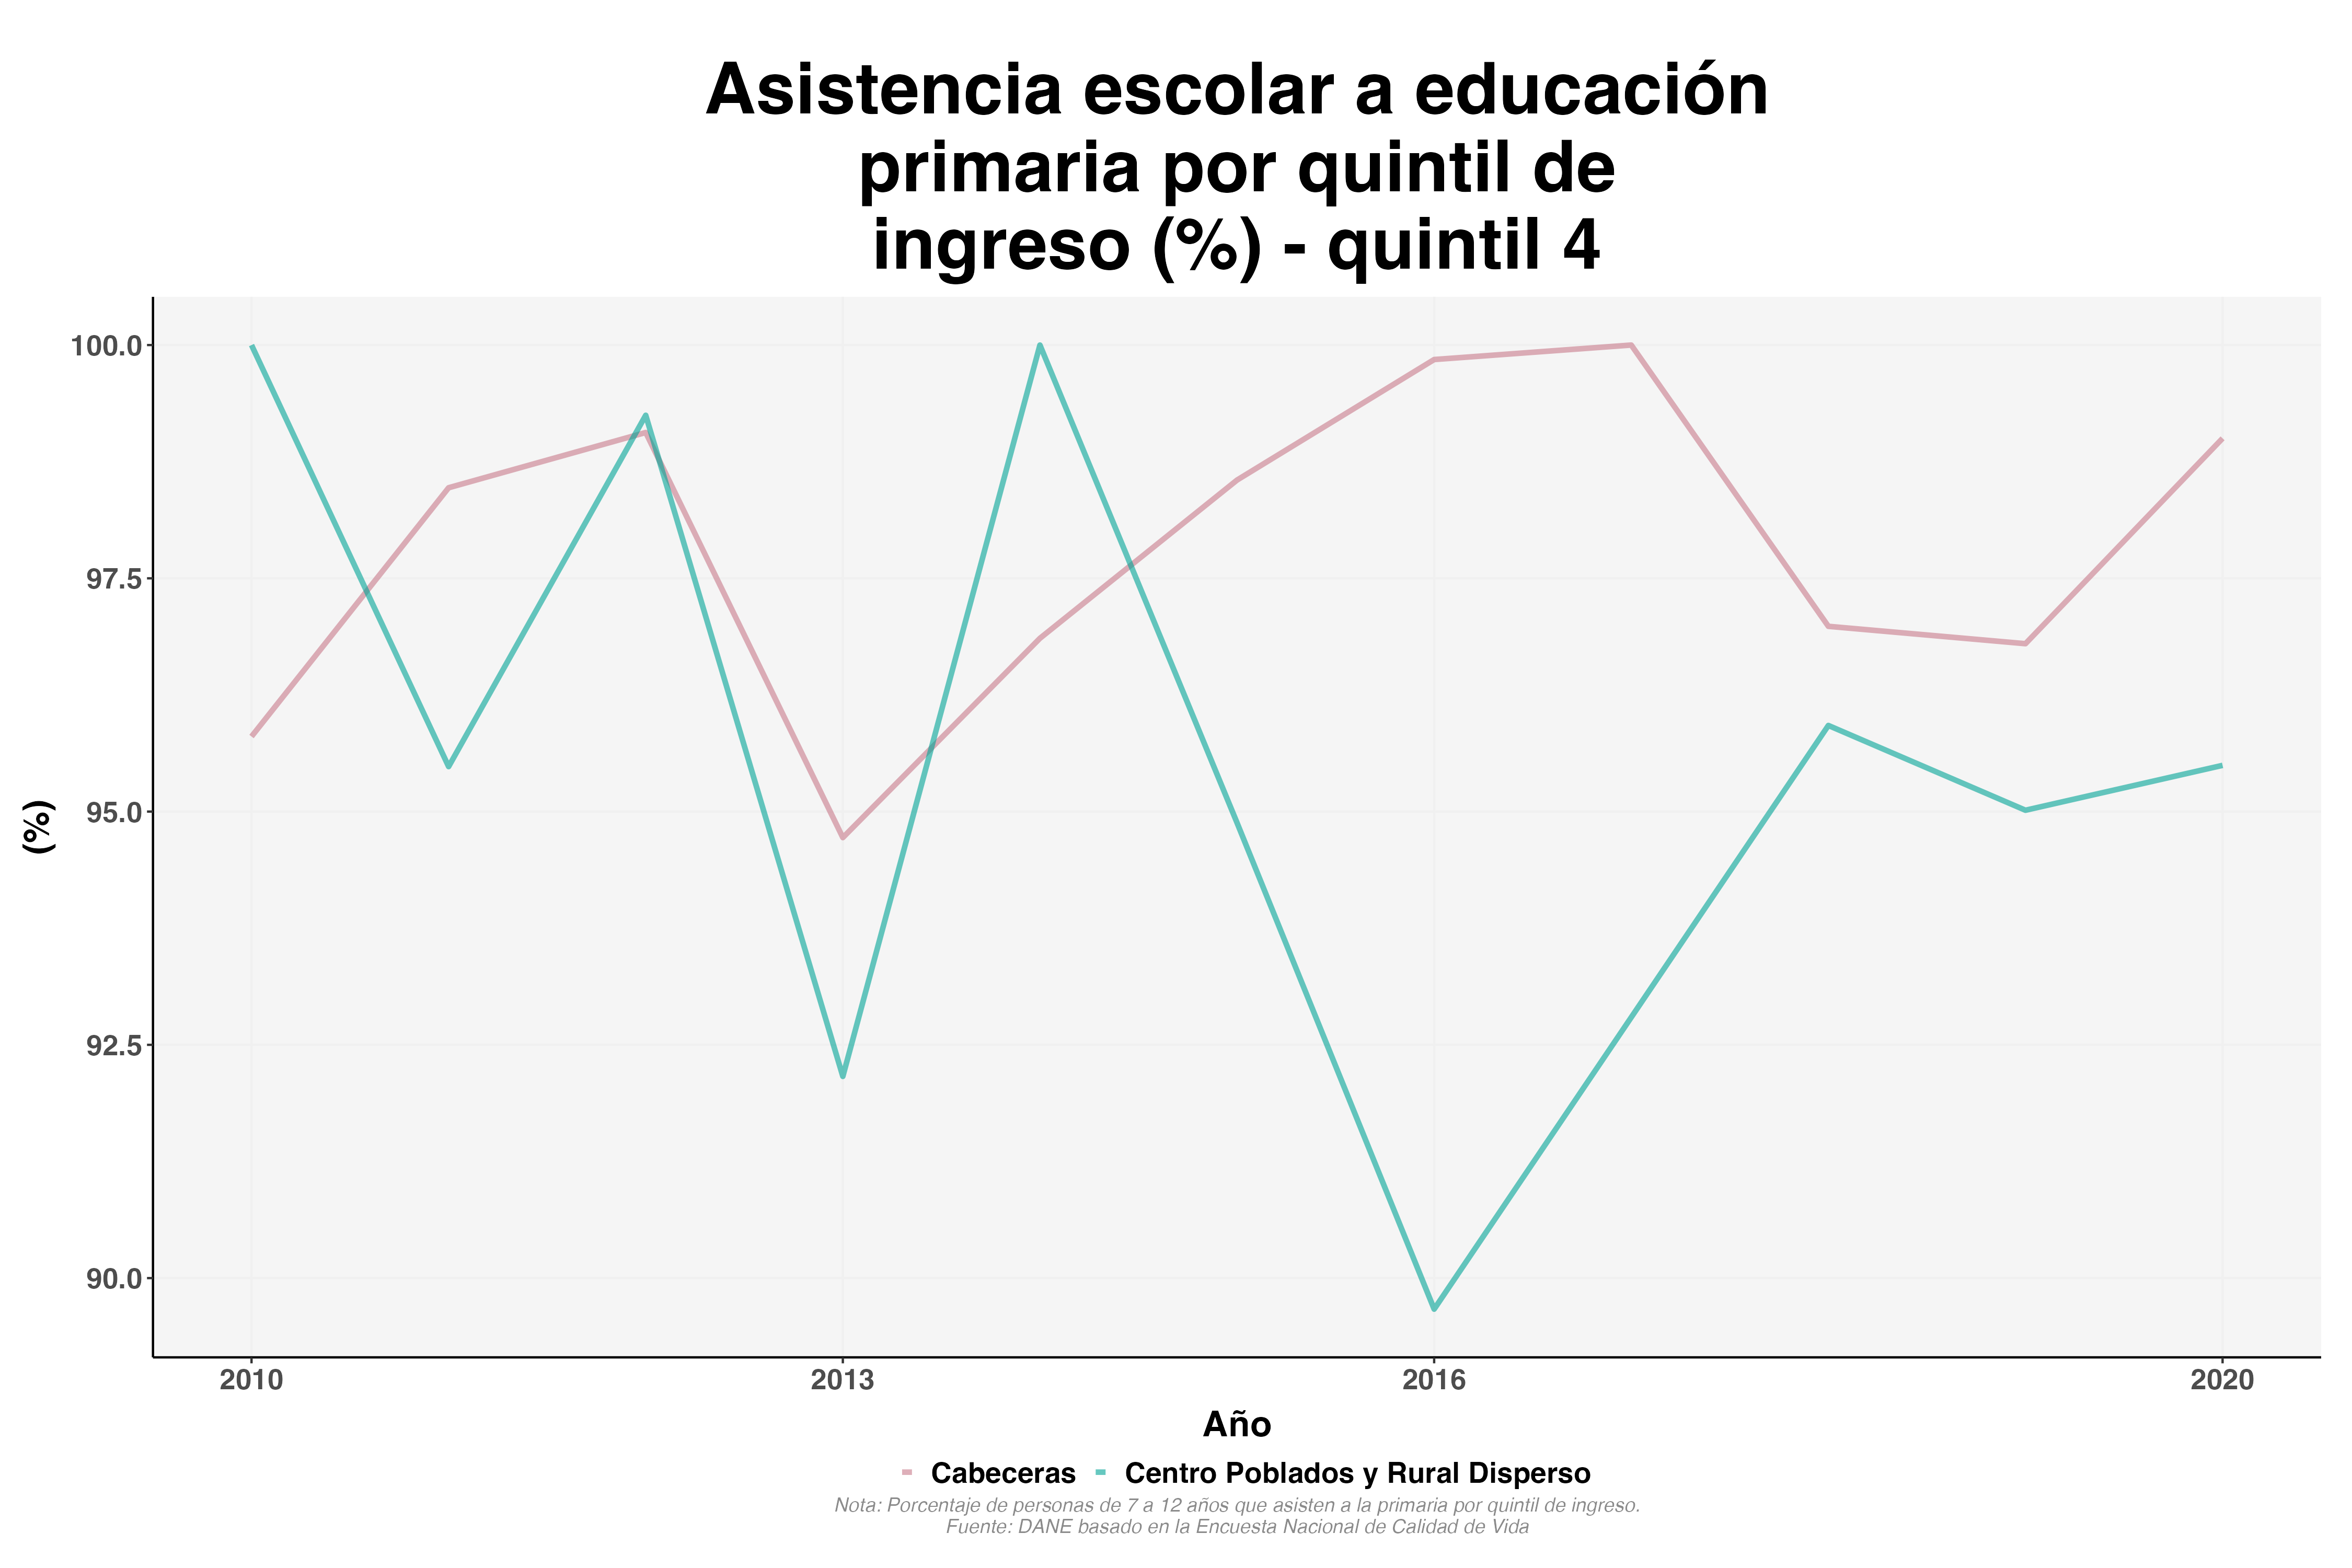 Asistencia escolar a educación
primaria por quintil de
ingreso (%) - quintil 4
100.0
97.5
95.0
92.5
90.0
(%)
2010 2013 2016 2020
Año
Cabeceras Centro Poblados y Rural Disperso
Nota: Porcentaje de personas de 7 a 12 años que asisten a la primaria por quintil de ingreso.
Fuente: DANE basado en la Encuesta Nacional de Calidad de Vida